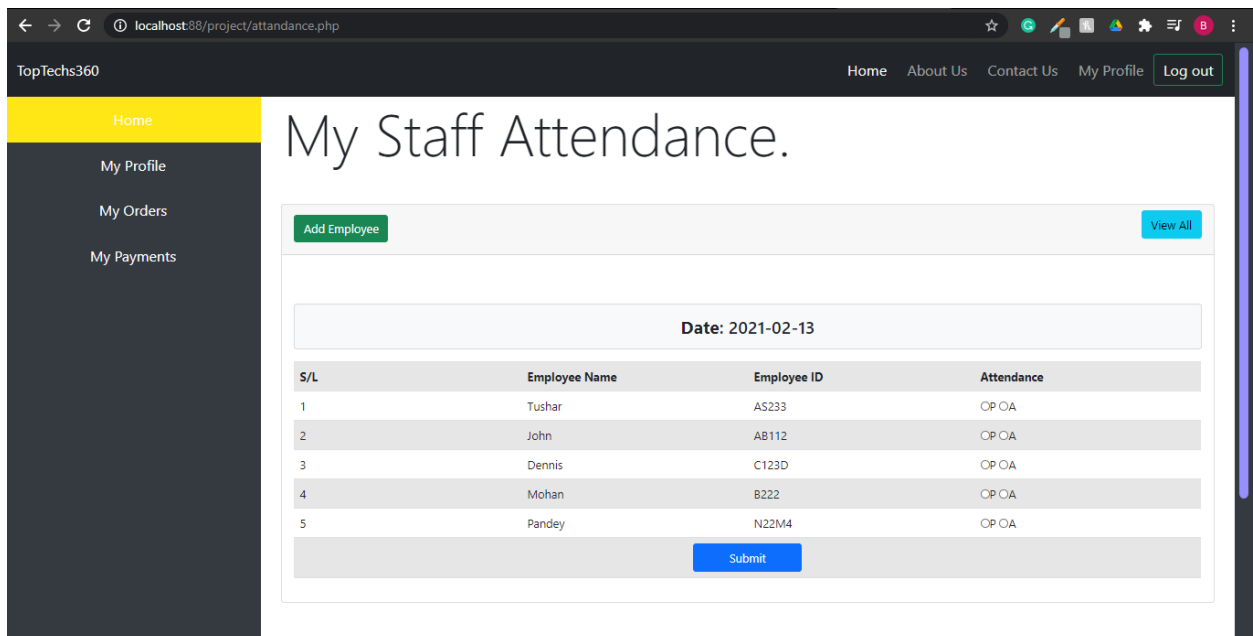 localhost:88/project/attandance.php
B
TopTechs360 Home About Us Contact Us My Profile Log out
Home
My Profile
My Orders
My Payments
My Staff Attendance.
Add Employee View All
Date: 2021-02-13
S/L Employee Name Employee ID Attendance
1 Tushar AS233 P A
2 John AB112 P A
3 Dennis C123D P A
4 Mohan B222 P A
5 Pandey N22M4 P A
Submit